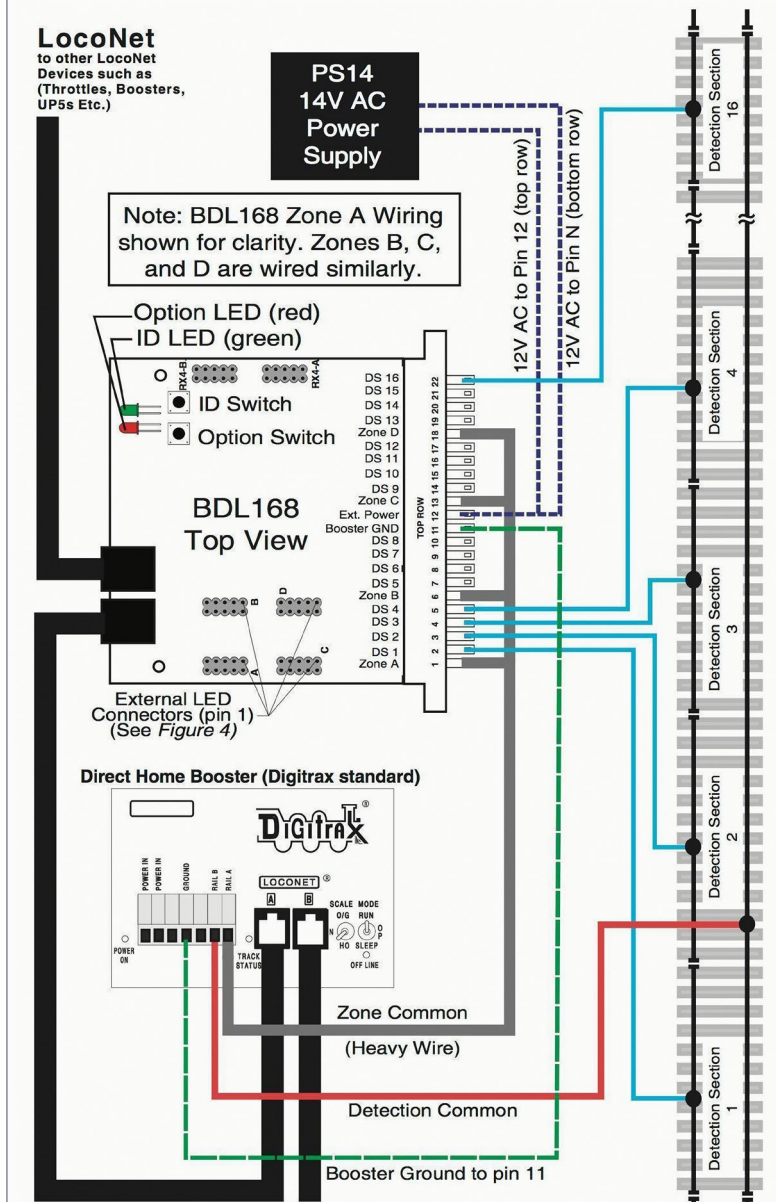 LocoNet
to other LocoNet
Devices such as
(Throttles, Boosters,
UP5s Etc.)
PS14
14V AC
Power
Supply
12V AC to Pin 12 (top row)
12V AC to Pin N (bottom row)
Note: BDL168 Zone A Wiring
shown for clarity. Zones B, C,
and D are wired similarly.
Option LED (red)
ID LED (green)
RX4-B
RX4-A
ID Switch
Option Switch
BDL168
Top View
DS 16
DS 15
DS 14
DS 13
Zone D
DS 12
DS 11
DS 10
DS 9
Zone C
Ext. Power
Booster GND
DS 8
DS 7
DS 6
DS 5
Zone B
DS 4
DS 3
DS 2
DS 1
Zone A
TOP ROW
22
21
20
19
18
17
16
15
14
13
12
11
10
9
8
7
6
5
4
3
2
1
B
D
A
C
External LED
Connectors (pin 1)
(See Figure 4)
Direct Home Booster (Digitrax standard)
DIGITRAX
®
POWER IN
POWER IN
GROUND
RAIL B
RAIL A
LOCONET ®
A
B
SCALE MODE
O/G RUN
N
O
P
HO SLEEP
OFF LINE
POWER
ON
TRACK
STATUS
Zone Common
(Heavy Wire)
Detection Common
Booster Ground to pin 11
Detection Section
16
Detection Section
4
Detection Section
3
Detection Section
2
Detection Section
1